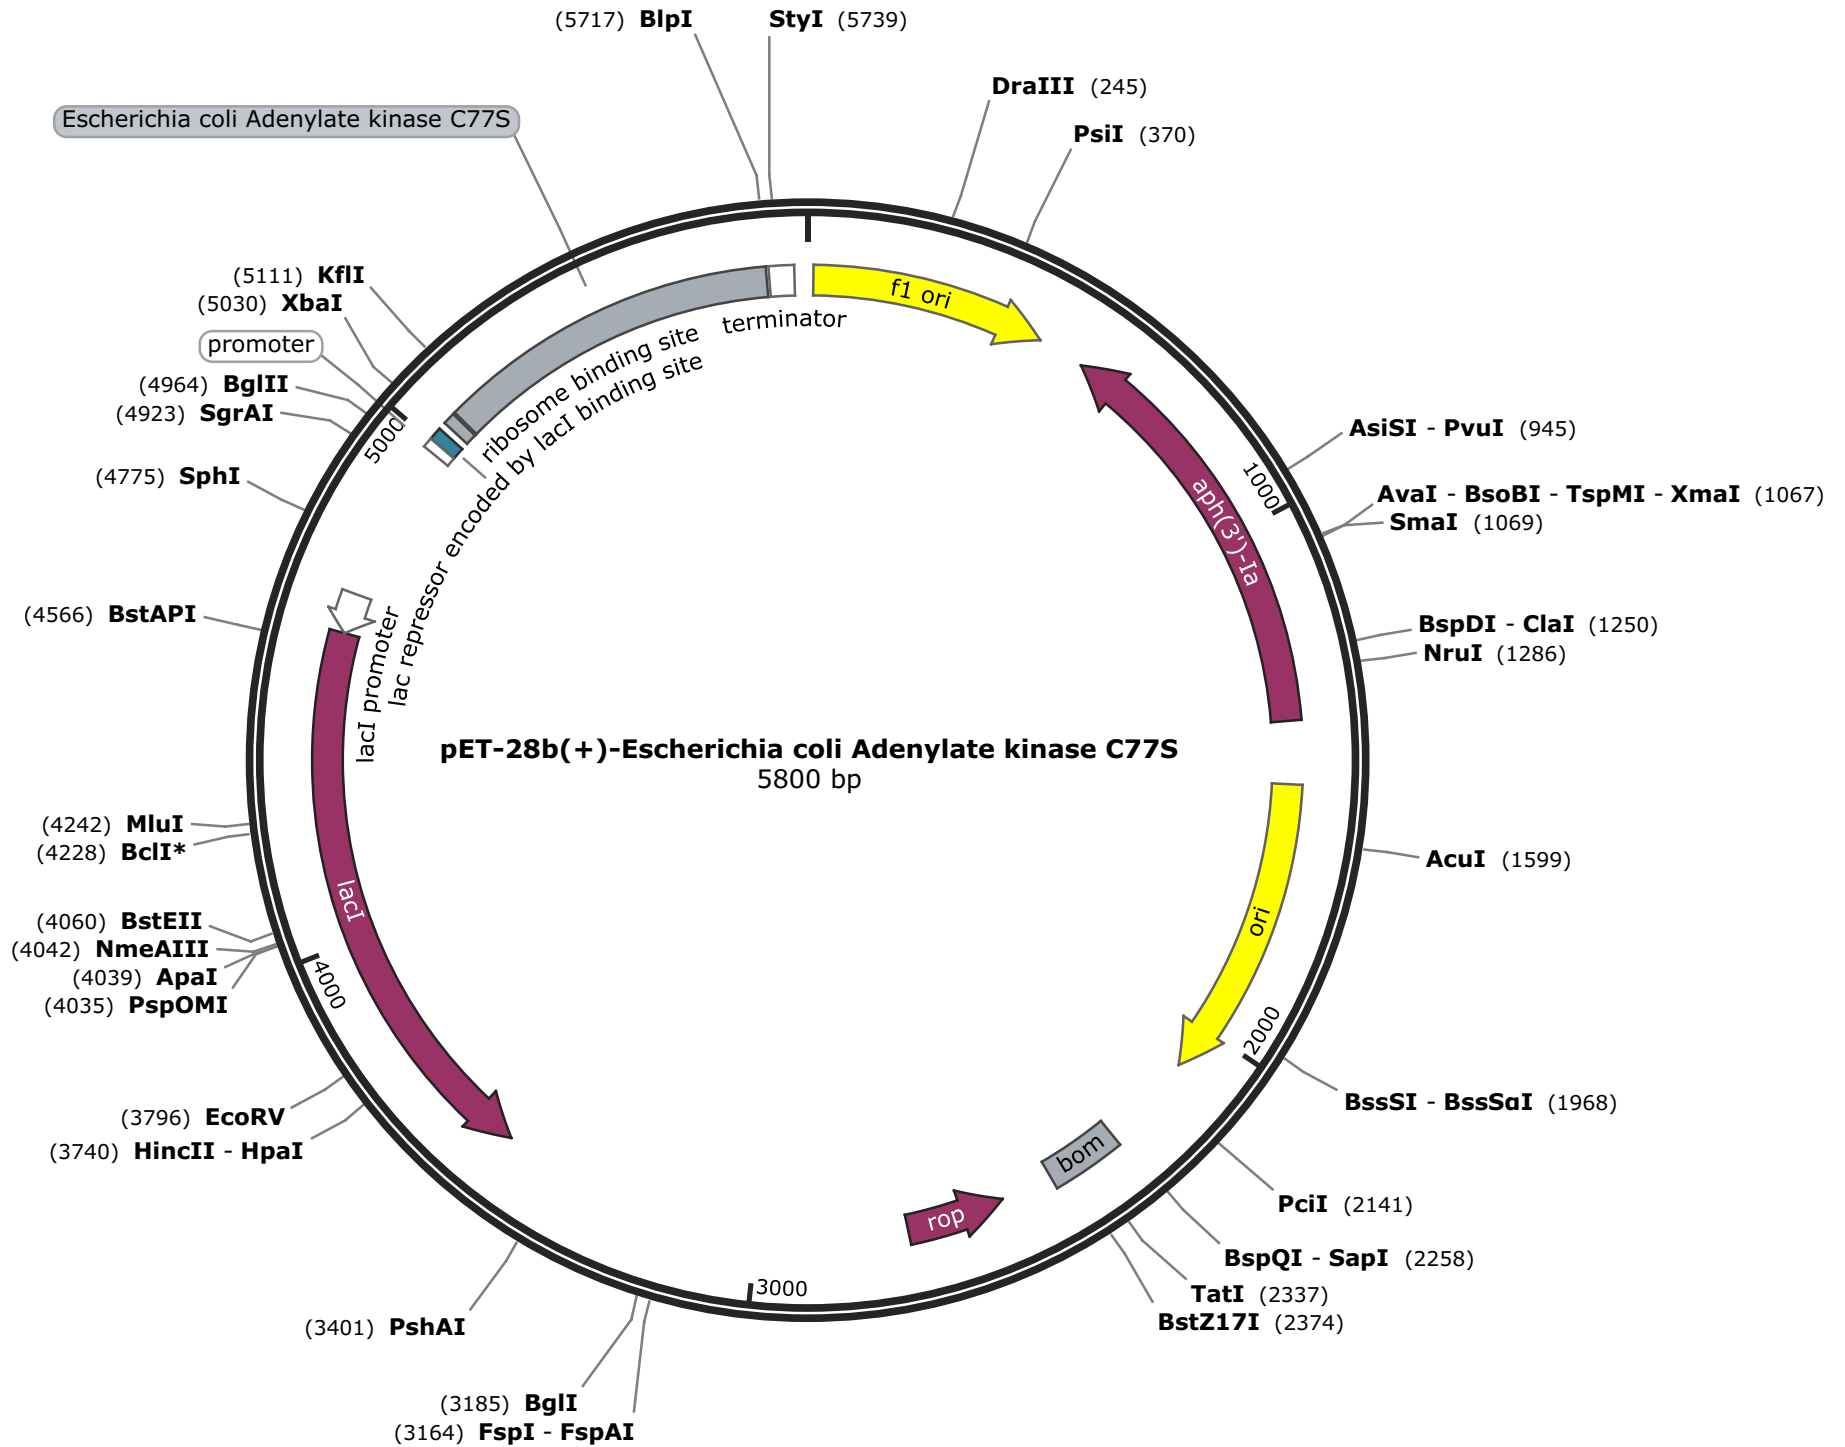 (5717) BlpI
StyI (5739)
DraIII (245)
PsiI (370)
Escherichia coli Adenylate kinase C77S
(5111) KflI
(5030) XbaI
promoter
(4964) BglII
(4923) SgrAI
(4775) SphI
(4566) BstAPI
(4242) MluI
(4228) BclI*
(4060) BstEII
(4042) NmeAIII
(4039) ApaI
(4035) PspOMI
(3796) EcoRV
(3740) HincII - HpaI
(3401) PshAI
(3185) BglI
(3164) FspI - FspAI
AsiSI - PvuI (945)
AvaI - BsoBI - TspMI - XmaI (1067)
SmaI (1069)
BspDI - ClaI (1250)
NruI (1286)
AcuI (1599)
BssSI - BssSαI (1968)
PciI (2141)
BspQI - SapI (2258)
TatI (2337)
BstZ17I (2374)
f1 ori
terminator
ribosome binding site
lac repressor encoded by lacI binding site
lacI promoter
aph(3')-Ia
lacI
ori
bom
rop
1000
2000
3000
4000
5000
pET-28b(+)-Escherichia coli Adenylate kinase C77S
5800 bp